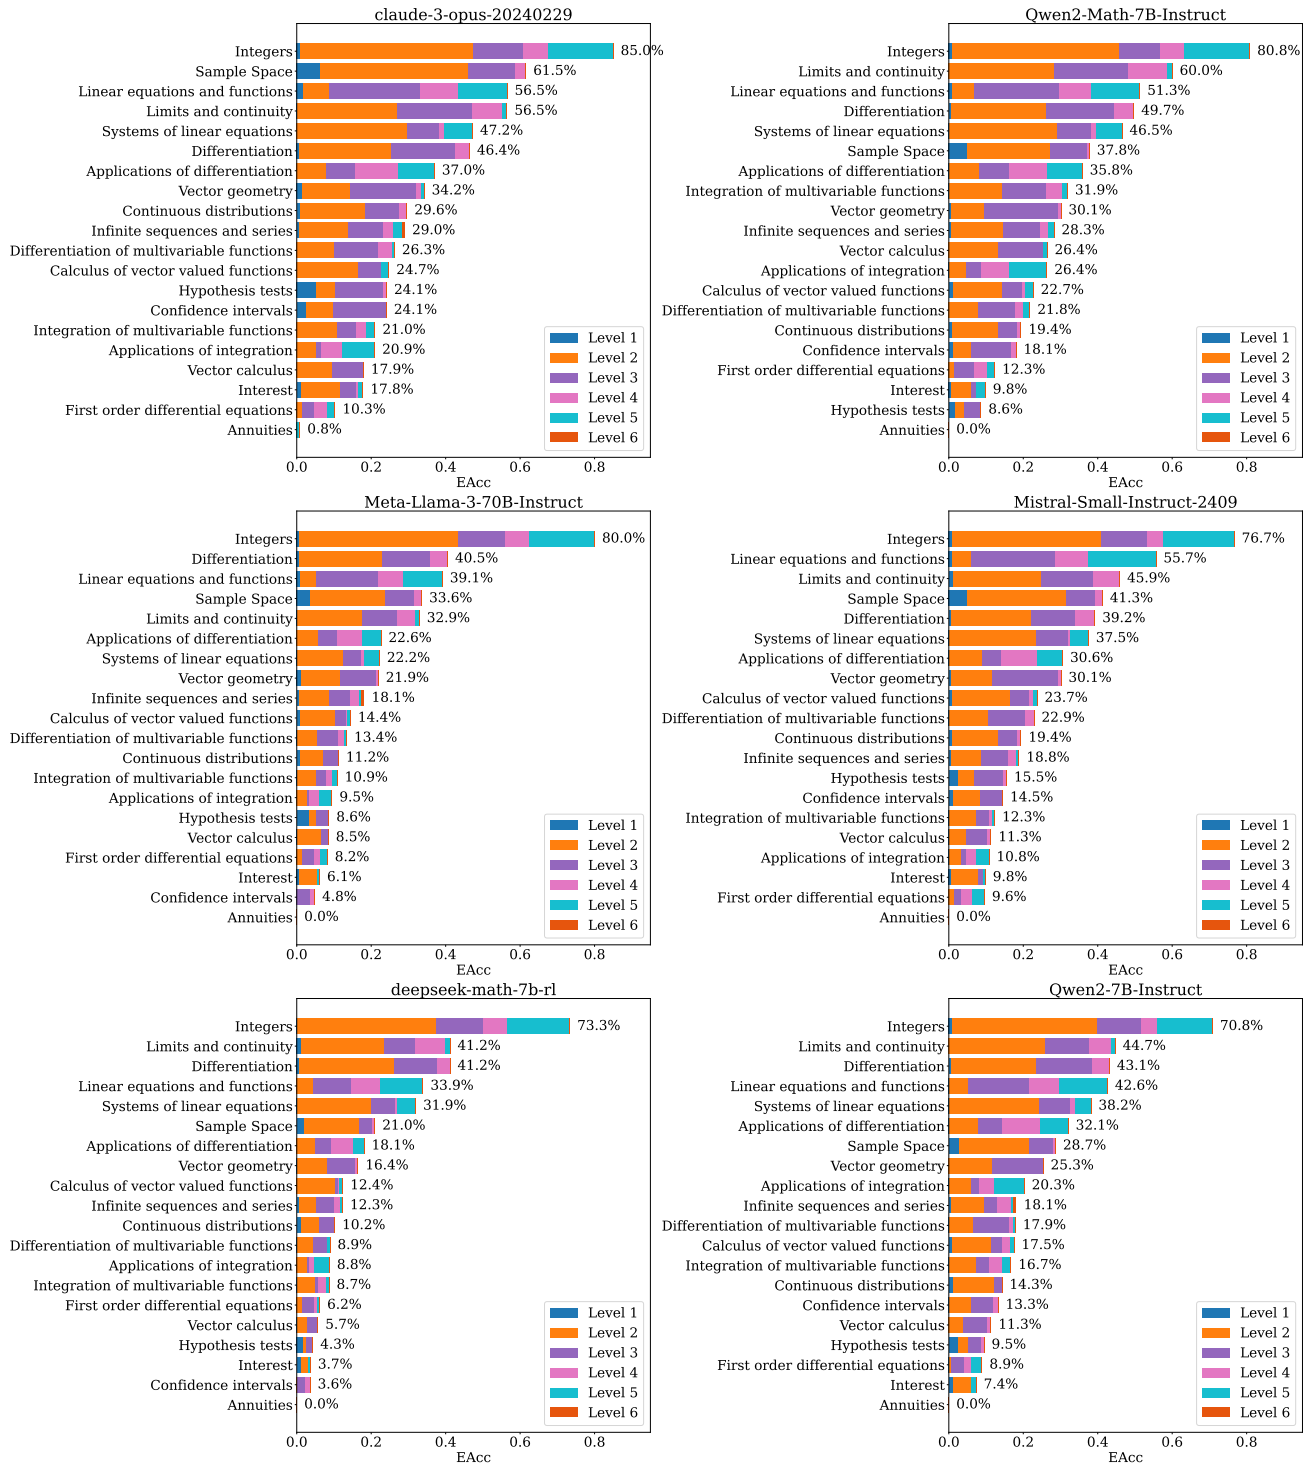 claude-3-opus-20240229
Integers 85.0%
Sample Space 61.5%
Linear equations and functions 56.5%
Limits and continuity 56.5%
Systems of linear equations 47.2%
Differentiation 46.4%
Applications of differentiation 37.0%
Vector geometry 34.2%
Continuous distributions 29.6%
Infinite sequences and series 29.0%
Differentiation of multivariable functions 26.3%
Calculus of vector valued functions 24.7%
Hypothesis tests 24.1%
Confidence intervals 24.1%
Integration of multivariable functions 21.0%
Applications of integration 20.9%
Vector calculus 17.9%
Interest 17.8%
First order differential equations 10.3%
Annuities 0.8%
Level 1
Level 2
Level 3
Level 4
Level 5
Level 6
0.0 0.2 0.4 0.6 0.8
EAcc
Qwen2-Math-7B-Instruct
Integers 80.8%
Limits and continuity 60.0%
Linear equations and functions 51.3%
Differentiation 49.7%
Systems of linear equations 46.5%
Sample Space 37.8%
Applications of differentiation 35.8%
Integration of multivariable functions 31.9%
Vector geometry 30.1%
Infinite sequences and series 28.3%
Vector calculus 26.4%
Applications of integration 26.4%
Calculus of vector valued functions 22.7%
Differentiation of multivariable functions 21.8%
Continuous distributions 19.4%
Confidence intervals 18.1%
First order differential equations 12.3%
Interest 9.8%
Hypothesis tests 8.6%
Annuities 0.0%
Level 1
Level 2
Level 3
Level 4
Level 5
Level 6
0.0 0.2 0.4 0.6 0.8
EAcc
Meta-Llama-3-70B-Instruct
Integers 80.0%
Differentiation 40.5%
Linear equations and functions 39.1%
Sample Space 33.6%
Limits and continuity 32.9%
Applications of differentiation 22.6%
Systems of linear equations 22.2%
Vector geometry 21.9%
Infinite sequences and series 18.1%
Calculus of vector valued functions 14.4%
Differentiation of multivariable functions 13.4%
Continuous distributions 11.2%
Integration of multivariable functions 10.9%
Applications of integration 9.5%
Hypothesis tests 8.6%
Vector calculus 8.5%
First order differential equations 8.2%
Interest 6.1%
Confidence intervals 4.8%
Annuities 0.0%
Level 1
Level 2
Level 3
Level 4
Level 5
Level 6
0.0 0.2 0.4 0.6 0.8
EAcc
Mistral-Small-Instruct-2409
Integers 76.7%
Linear equations and functions 55.7%
Limits and continuity 45.9%
Sample Space 41.3%
Differentiation 39.2%
Systems of linear equations 37.5%
Applications of differentiation 30.6%
Vector geometry 30.1%
Calculus of vector valued functions 23.7%
Differentiation of multivariable functions 22.9%
Continuous distributions 19.4%
Infinite sequences and series 18.8%
Hypothesis tests 15.5%
Confidence intervals 14.5%
Integration of multivariable functions 12.3%
Vector calculus 11.3%
Applications of integration 10.8%
Interest 9.8%
First order differential equations 9.6%
Annuities 0.0%
Level 1
Level 2
Level 3
Level 4
Level 5
Level 6
0.0 0.2 0.4 0.6 0.8
EAcc
deepseek-math-7b-rl
Integers 73.3%
Limits and continuity 41.2%
Differentiation 41.2%
Linear equations and functions 33.9%
Systems of linear equations 31.9%
Sample Space 21.0%
Applications of differentiation 18.1%
Vector geometry 16.4%
Calculus of vector valued functions 12.4%
Infinite sequences and series 12.3%
Continuous distributions 10.2%
Differentiation of multivariable functions 8.9%
Applications of integration 8.8%
Integration of multivariable functions 8.7%
First order differential equations 6.2%
Vector calculus 5.7%
Hypothesis tests 4.3%
Interest 3.7%
Confidence intervals 3.6%
Annuities 0.0%
Level 1
Level 2
Level 3
Level 4
Level 5
Level 6
0.0 0.2 0.4 0.6 0.8
EAcc
Qwen2-7B-Instruct
Integers 70.8%
Limits and continuity 44.7%
Differentiation 43.1%
Linear equations and functions 42.6%
Systems of linear equations 38.2%
Applications of differentiation 32.1%
Sample Space 28.7%
Vector geometry 25.3%
Applications of integration 20.3%
Infinite sequences and series 18.1%
Differentiation of multivariable functions 17.9%
Calculus of vector valued functions 17.5%
Integration of multivariable functions 16.7%
Continuous distributions 14.3%
Confidence intervals 13.3%
Vector calculus 11.3%
Hypothesis tests 9.5%
First order differential equations 8.9%
Interest 7.4%
Annuities 0.0%
Level 1
Level 2
Level 3
Level 4
Level 5
Level 6
0.0 0.2 0.4 0.6 0.8
EAcc